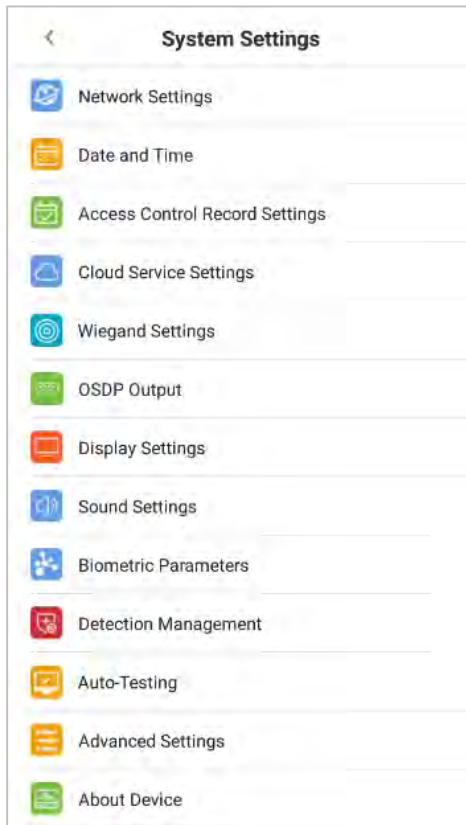 System Settings
Network Settings
Date and Time
Access Control Record Settings
Cloud Service Settings
Wiegand Settings
OSDP Output
Display Settings
Sound Settings
Biometric Parameters
Detection Management
Auto-Testing
Advanced Settings
About Device